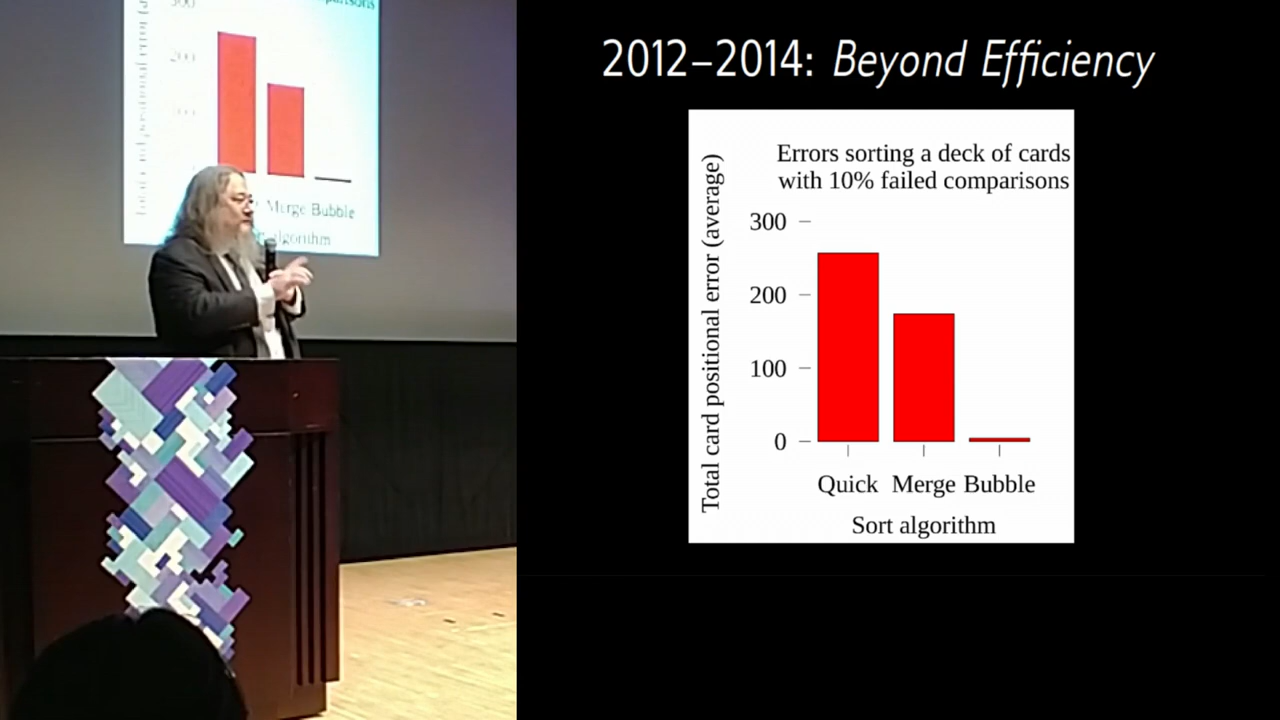 200
Merge Bubble
algorithm
2012–2014: Beyond Efficiency
Errors sorting a deck of cards
with 10% failed comparisons
Total card positional error (average)
300
200
100
0
Quick Merge Bubble
Sort algorithm